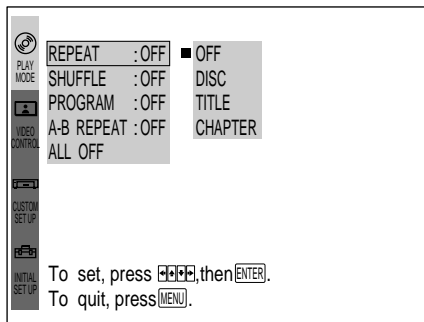 PLAY
MODE
VIDEO
CONTROL
CUSTOM
SET UP
INITIAL
SET UP
REPEAT :OFF
SHUFFLE :OFF
PROGRAM :OFF
A-B REPEAT :OFF
ALL OFF
OFF
DISC
TITLE
CHAPTER
To set, press ,then ENTER.
To quit, press MENU.